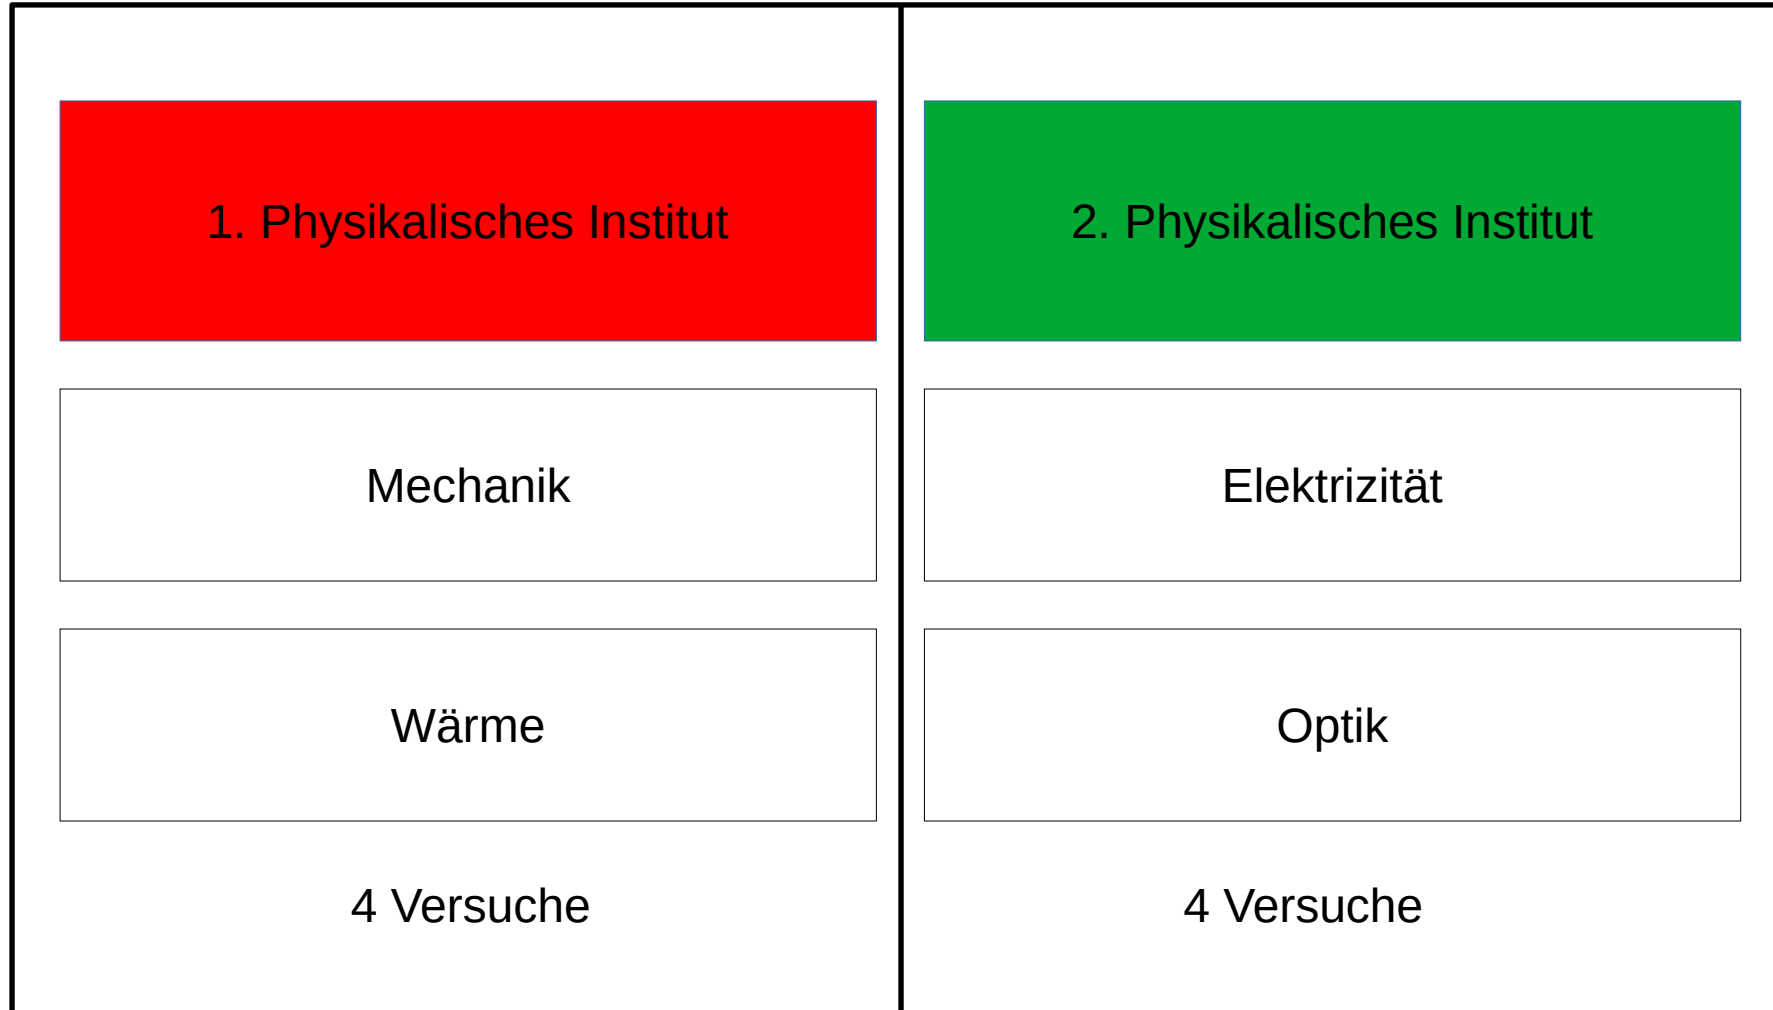 1. Physikalisches Institut
Mechanik
Wärme
4 Versuche
2. Physikalisches Institut
Elektrizität
Optik
4 Versuche